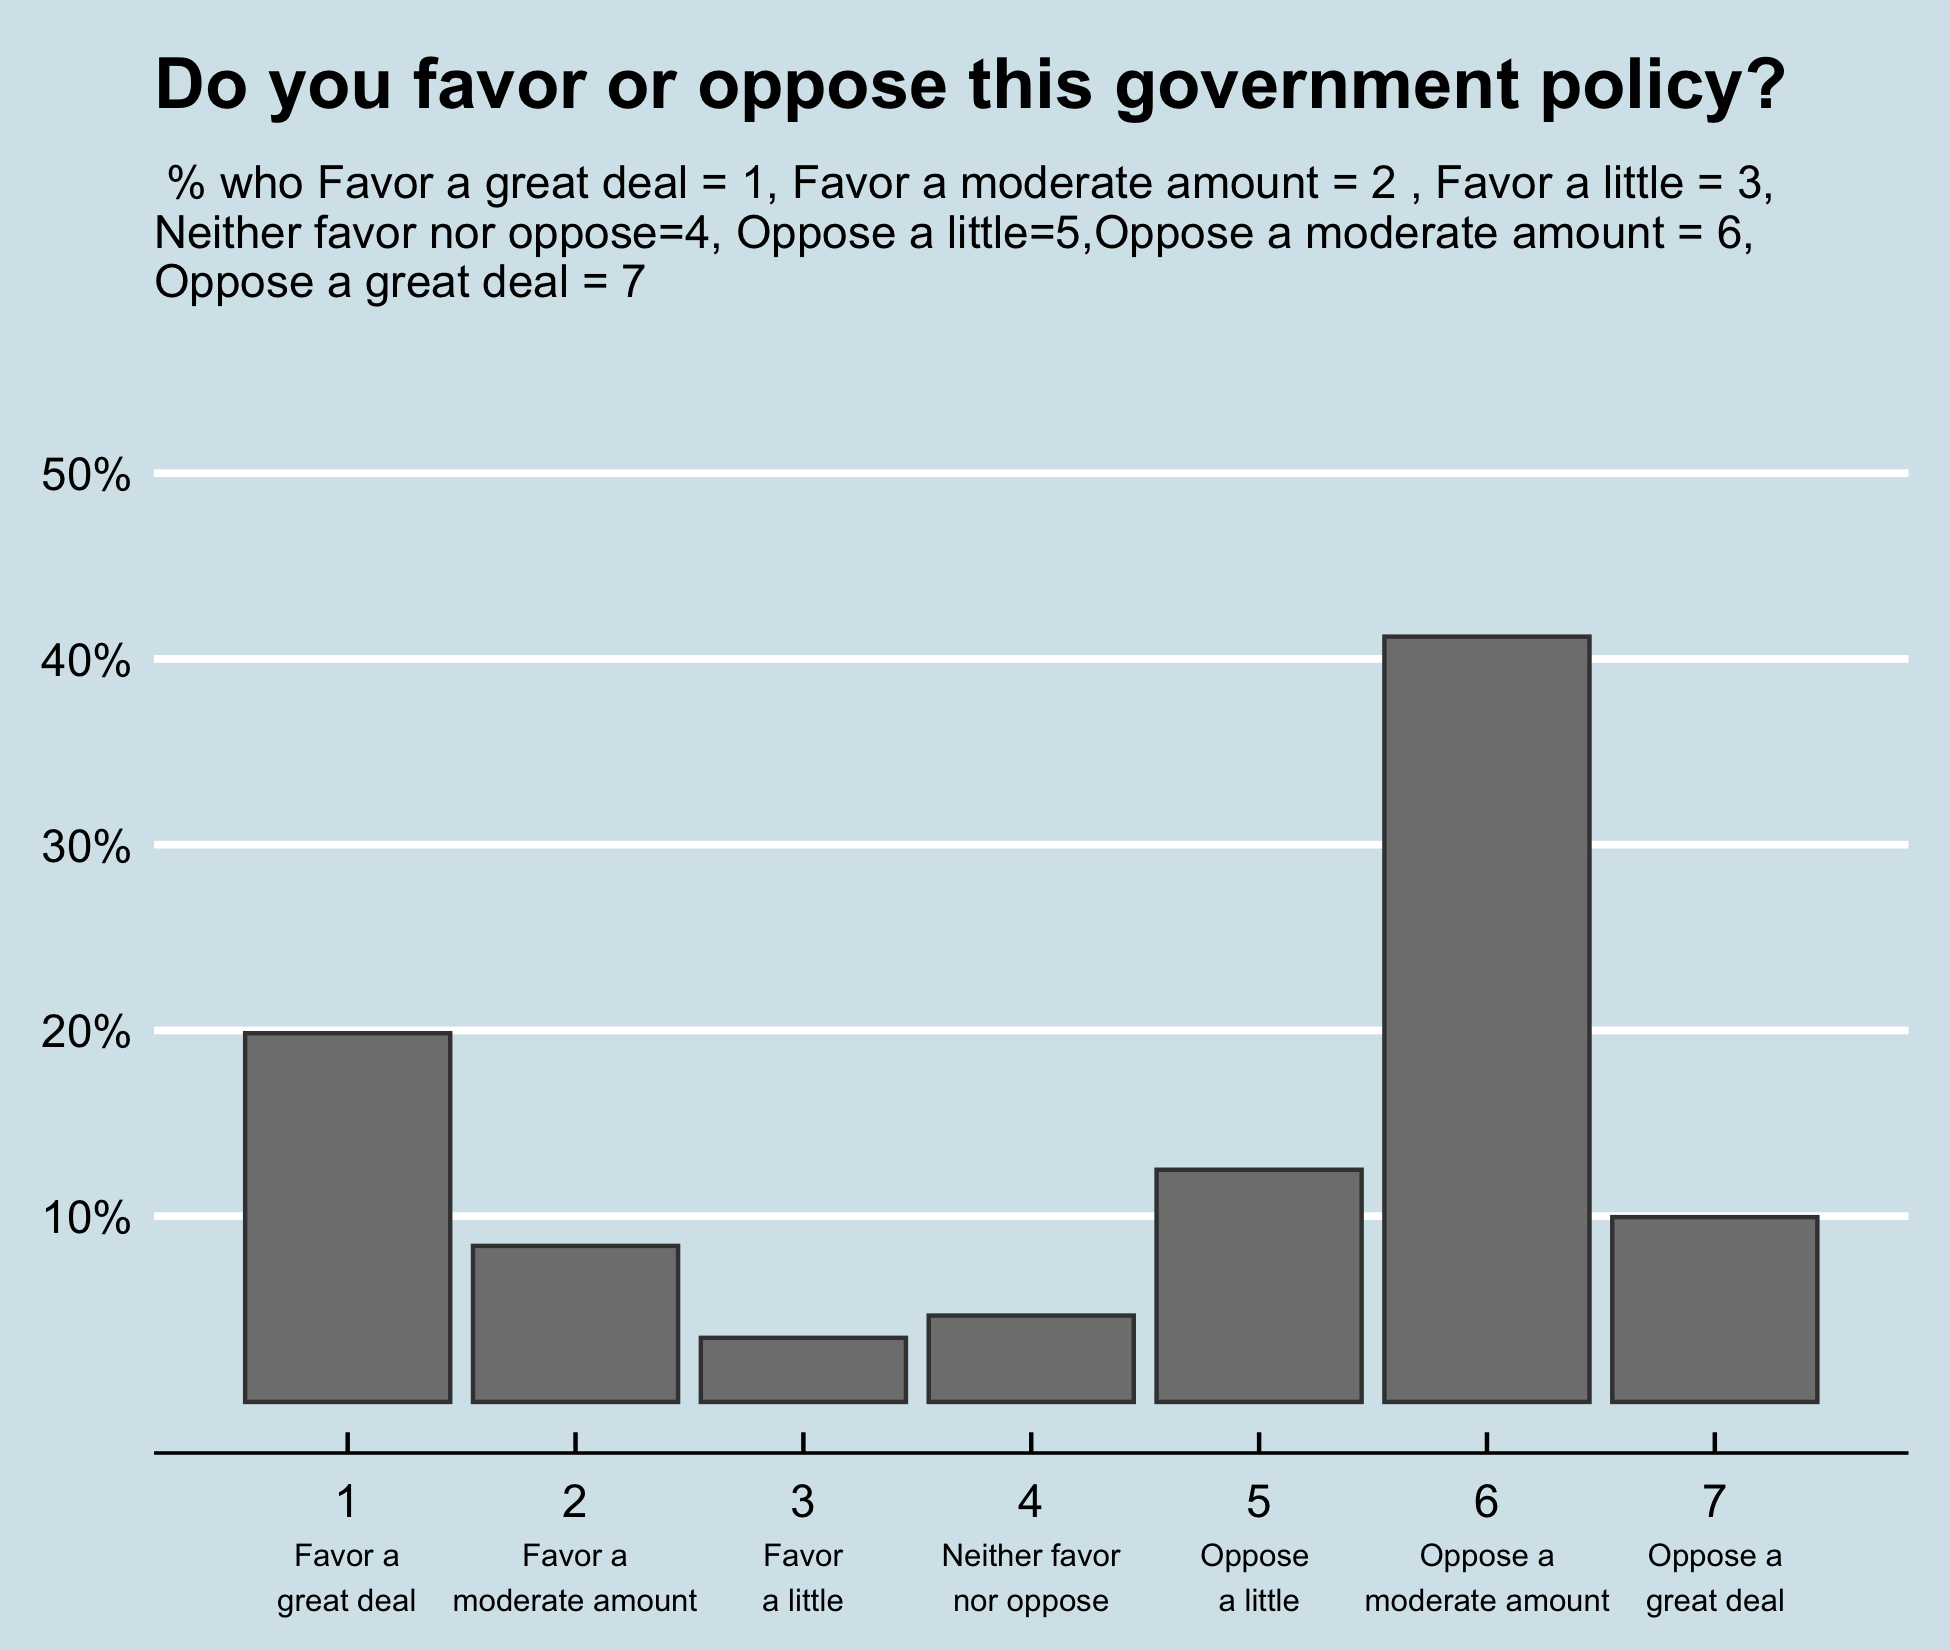 Do you favor or oppose this government policy?
% who Favor a great deal = 1, Favor a moderate amount = 2 , Favor a little = 3,
Neither favor nor oppose=4, Oppose a little=5,Oppose a moderate amount = 6,
Oppose a great deal = 7
50%
40%
30%
20%
10%
1 2 3 4 5 6 7
Favor a Favor a Favor Neither favor Oppose Oppose a Oppose a
great deal moderate amount a little nor oppose a little moderate amount great deal